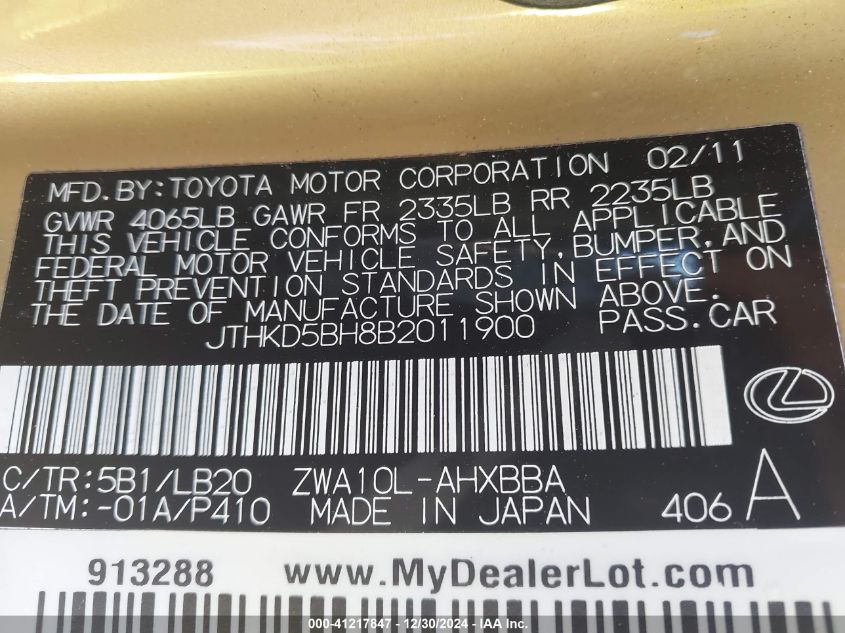 MFD.BY:TOYOTA MOTOR CORPORATION 02/11
GVWR 4065LB GAWR FR 2335LB RR 2235LB
THIS VEHICLE CONFORMS TO ALL APPLICABLE
FEDERAL MOTOR VEHICLE SAFETY, BUMPER, AND
THEFT PREVENTION STANDARDS IN EFFECT ON
THE DATE OF MANUFACTURE SHOWN ABOVE.
JTHKD5BH8B2011900 PASS.CAR
C/TR:5B1/LB20 ZWA10L-AHXBBA
A/TM:-01A/P410 MADE IN JAPAN 406 A
913288 www.MyDealerLot.com
000-41217847 - 12/30/2024 - IAA Inc.